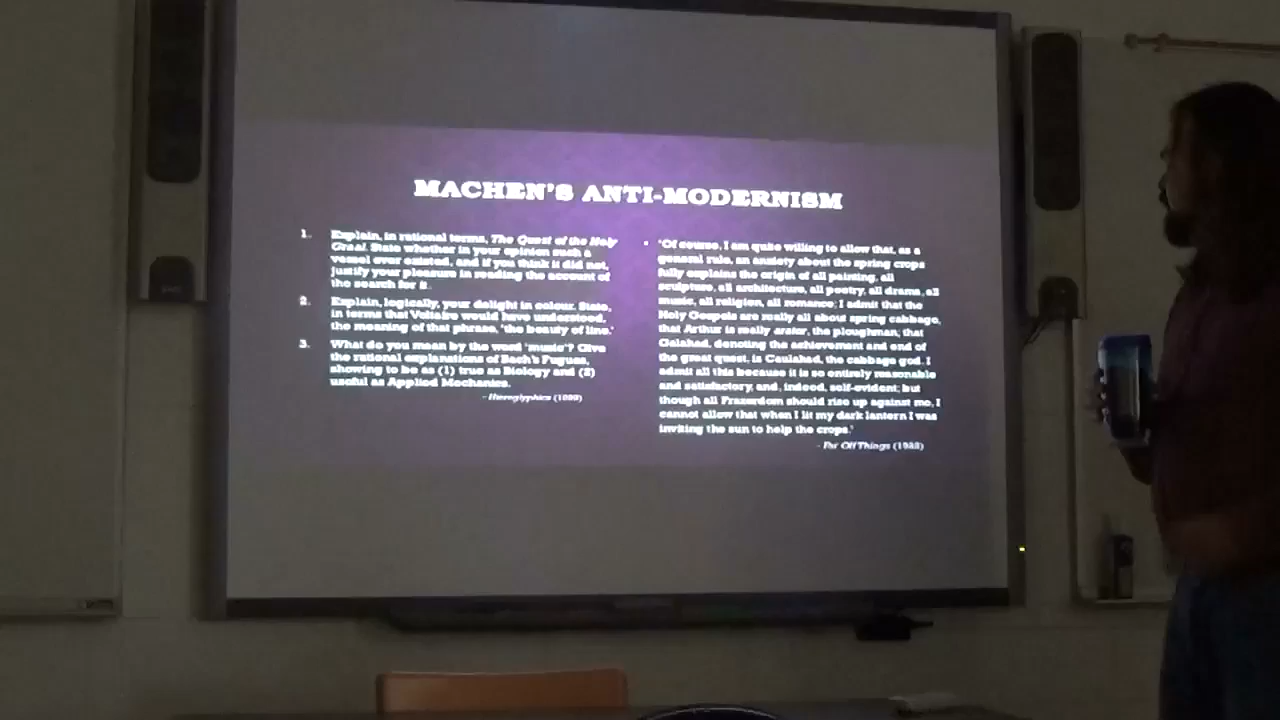 MACHEN'S ANTI-MODERNISM
1. Explain, in rational terms, The Quest of the Holy
Graal. State whether in your opinion such a
vessel ever existed, and if you think it did not,
justify your pleasure in reading the account of
the search for it.
2. Explain, logically, your delight in colour. State,
in terms that Voltaire would have understood,
the meaning of that phrase, 'the beauty of line.'
3. What do you mean by the word 'music'? Give
the rational explanations of Bach's Fugues,
showing to be as (1) true as Biology and (2)
useful as Applied Mechanics.
- Hieroglyphics
• 'Of course, I am quite willing to allow that, as a
general rule, an anxiety about the spring crops
fully explains the origin of all painting, all
sculpture, all architecture, all poetry, all drama, all
music, all religion, all romance; I admit that the
Holy Gospels are really all about spring cabbage,
that Arthur is really arator, the ploughman; that
Galahad, denoting the achievement and end of
the great quest, is Caulahad, the cabbage god. I
admit all this because it is so entirely reasonable
and satisfactory, and, indeed, self-evident; but
though all Frazerdom should rise up against me, I
cannot allow that when I lit my dark lantern I was
inviting the sun to help the crops.'
- Far Off Things